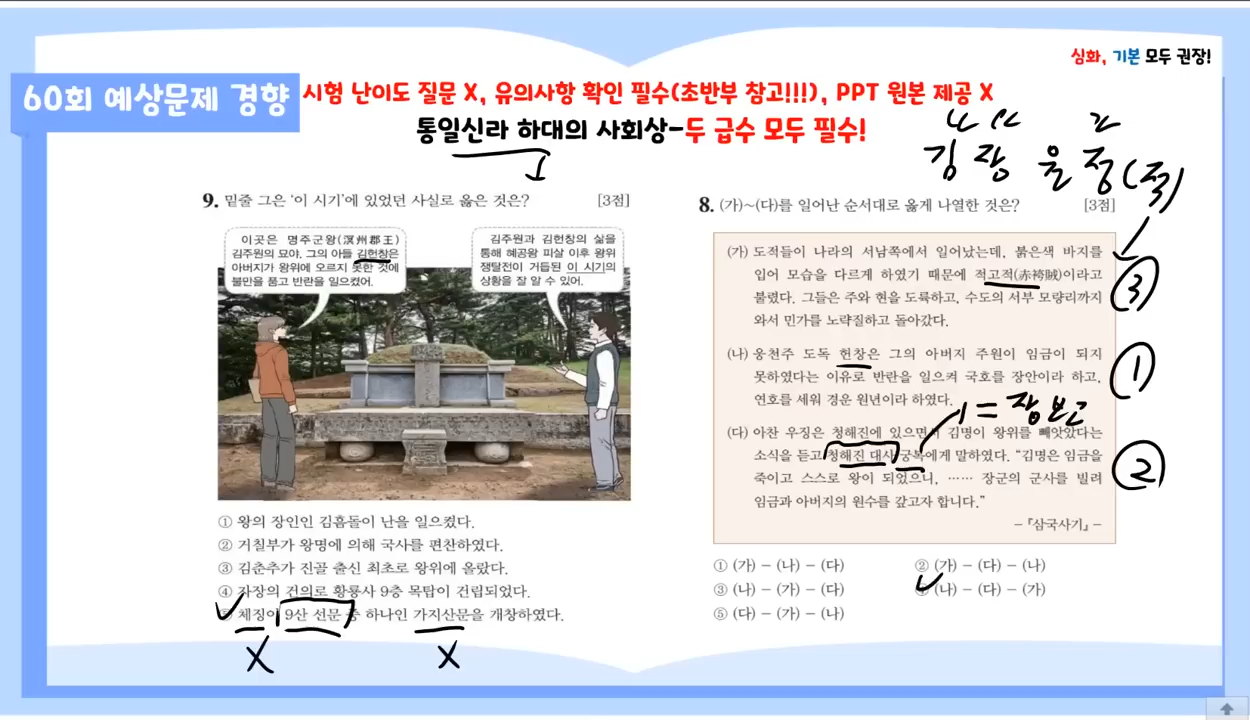 심화, 기본 모두 권장!
60회 예상문제 경향
시험 난이도 질문 X, 유의사항 확인 필수(초반부 참고!!!), PPT 원본 제공 X
통일신라 하대의 사회상-두 급수 모두 필수!
김 장 원 정(적)
9. 밑줄 그은 '이 시기'에 있었던 사실로 옳은 것은? [3점]
이곳은 명주군왕(溟州郡王)
김주원의 묘야. 그의 아들 김헌창은
아버지가 왕위에 오르지 못한 것에
불만을 품고 반란을 일으켰어.
김주원과 김헌창의 삶을
통해 혜공왕 피살 이후 왕위
쟁탈전이 거듭된 이 시기의
상황을 잘 알 수 있어.
① 왕의 장인인 김흠돌이 난을 일으켰다.
② 거칠부가 왕명에 의해 국사를 편찬하였다.
③ 김춘추가 진골 출신 최초로 왕위에 올랐다.
④ 자장의 건의로 황룡사 9층 목탑이 건립되었다.
⑤ 체징이 9산 선문 중 하나인 가지산문을 개창하였다.
X X
8. (가)~(다)를 일어난 순서대로 옳게 나열한 것은? [3점]
(가) 도적들이 나라의 서남쪽에서 일어났는데, 붉은색 바지를
입어 모습을 다르게 하였기 때문에 적고적(赤袴賊)이라고
불렸다. 그들은 주와 현을 도륙하고, 수도의 서부 모량리까지
와서 민가를 노략질하고 돌아갔다.
③
(나) 웅천주 도독 헌창은 그의 아버지 주원이 임금이 되지
못하였다는 이유로 반란을 일으켜 국호를 장안이라 하고,
연호를 세워 경운 원년이라 하였다.
①
= 장보고
(다) 아찬 우징은 청해진에 있으면서 김명이 왕위를 빼앗았다는
소식을 듣고 청해진 대사 궁복에게 말하였다. "김명은 임금을
죽이고 스스로 왕이 되었으니, …… 장군의 군사를 빌려
임금과 아버지의 원수를 갚고자 합니다."
②
-『삼국사기』-
① (가) - (나) - (다) ② (가) - (다) - (나)
③ (나) - (가) - (다) ④ (나) - (다) - (가)
⑤ (다) - (가) - (나)